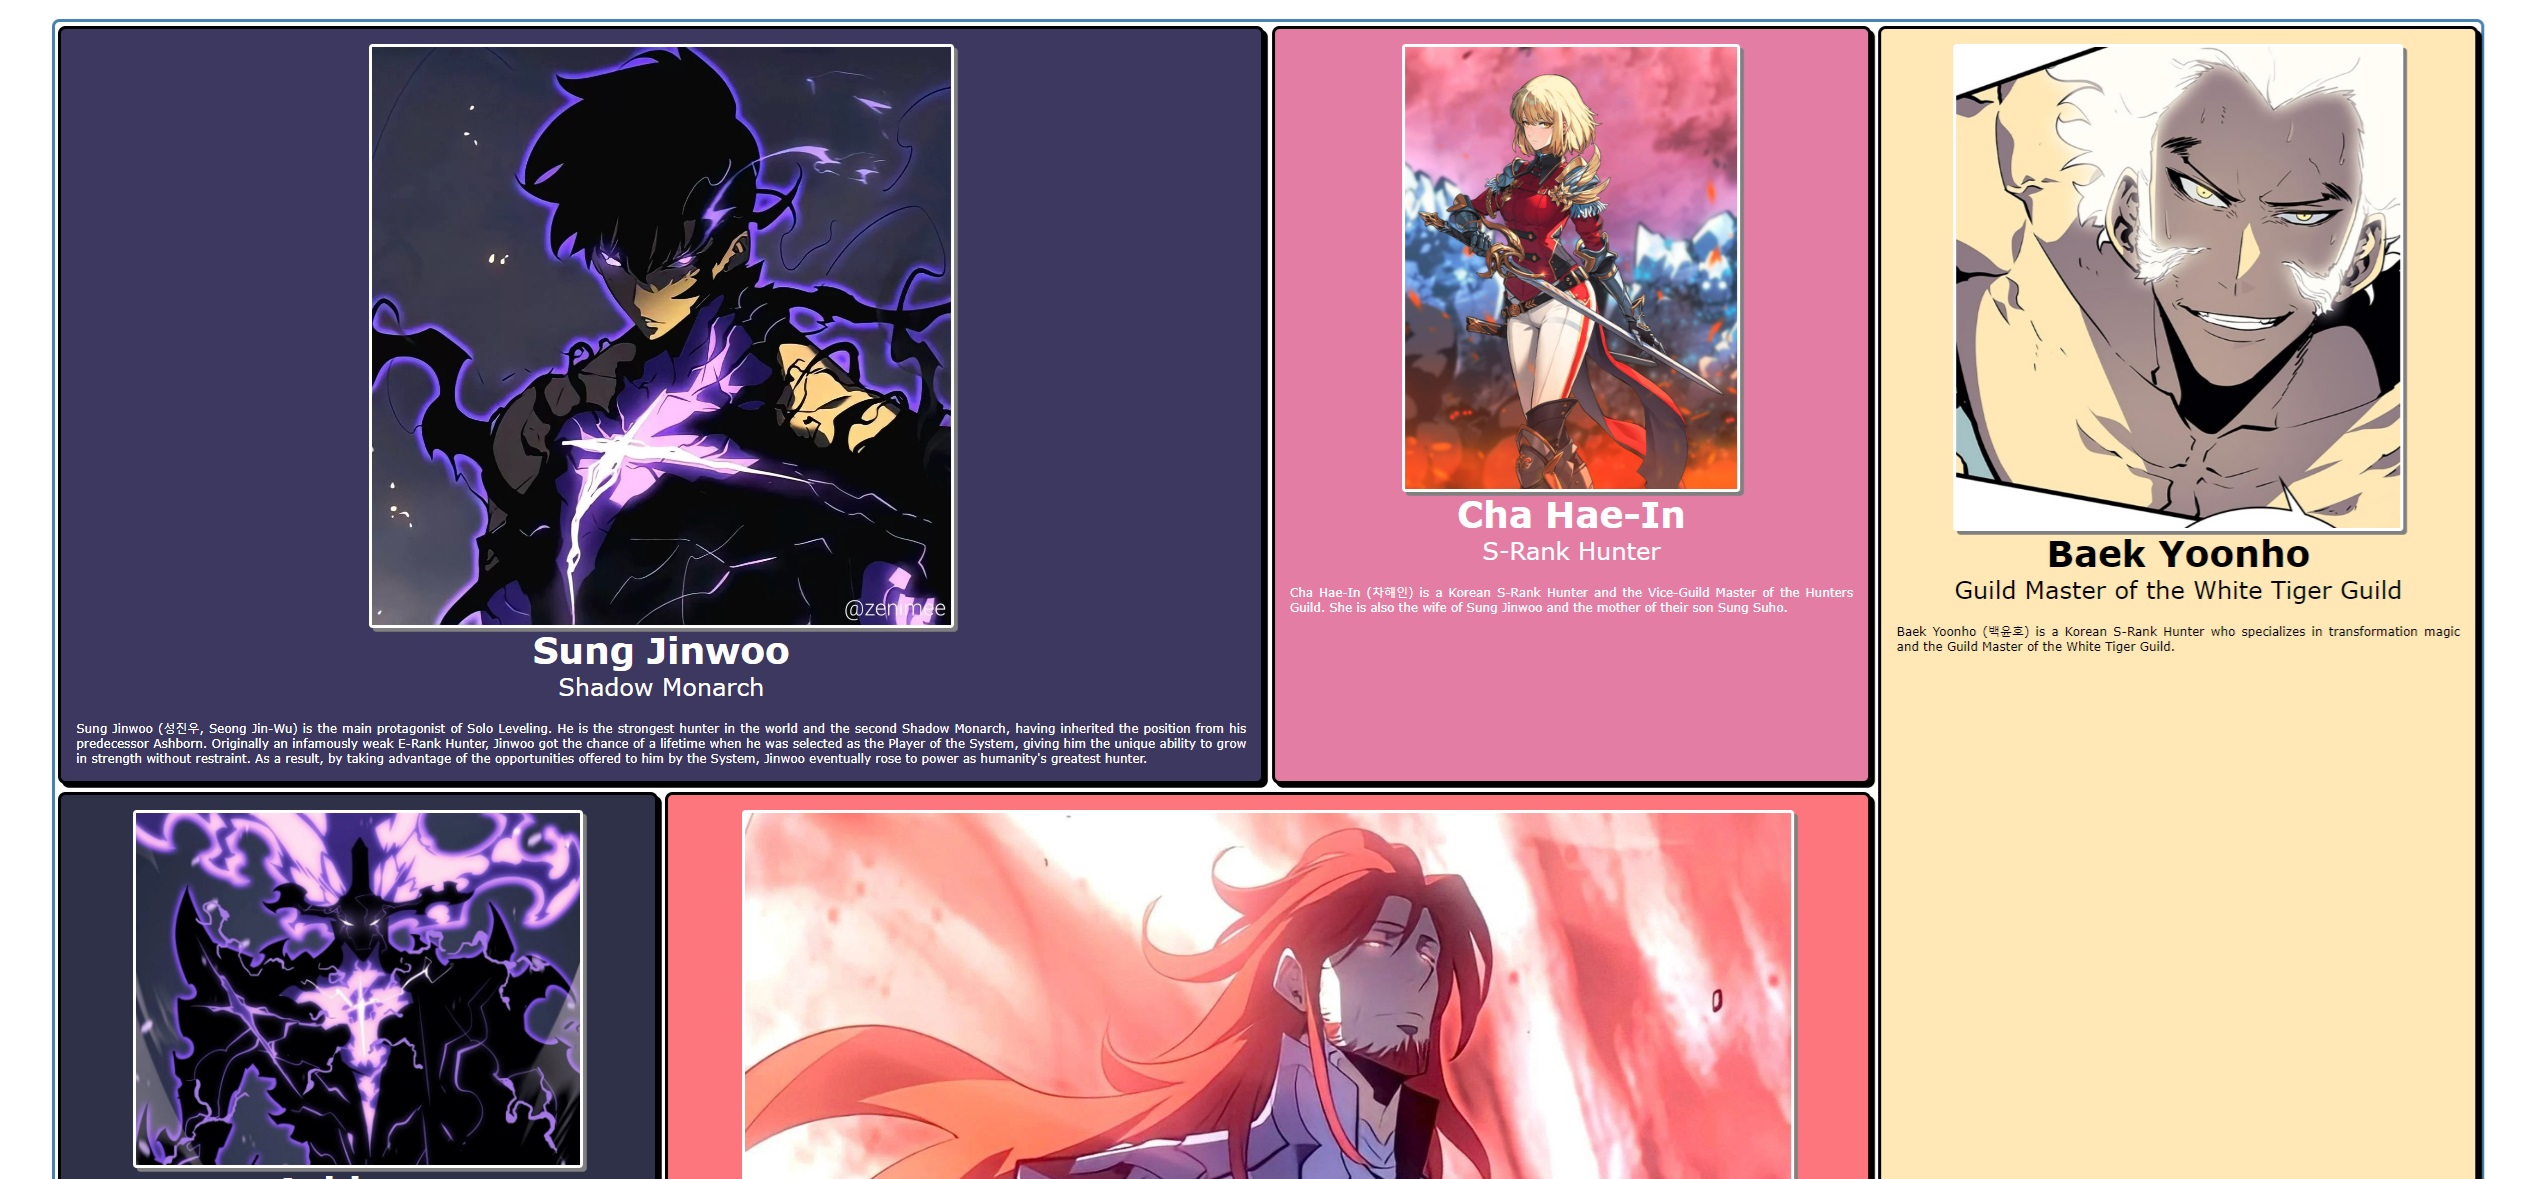 @zenimee
Sung Jinwoo
Shadow Monarch
Sung Jinwoo (성진우, Seong Jin-Wu) is the main protagonist of Solo Leveling. He is the strongest hunter in the world and the second Shadow Monarch, having inherited the position from his
predecessor Ashborn. Originally an infamously weak E-Rank Hunter, Jinwoo got the chance of a lifetime when he was selected as the Player of the System, giving him the unique ability to grow
in strength without restraint. As a result, by taking advantage of the opportunities offered to him by the System, Jinwoo eventually rose to power as humanity's greatest hunter.
Cha Hae-In
S-Rank Hunter
Cha Hae-In (차해인) is a Korean S-Rank Hunter and the Vice-Guild Master of the Hunters
Guild. She is also the wife of Sung Jinwoo and the mother of their son Sung Suho.
Baek Yoonho
Guild Master of the White Tiger Guild
Baek Yoonho (백윤호) is a Korean S-Rank Hunter who specializes in transformation magic
and the Guild Master of the White Tiger Guild.